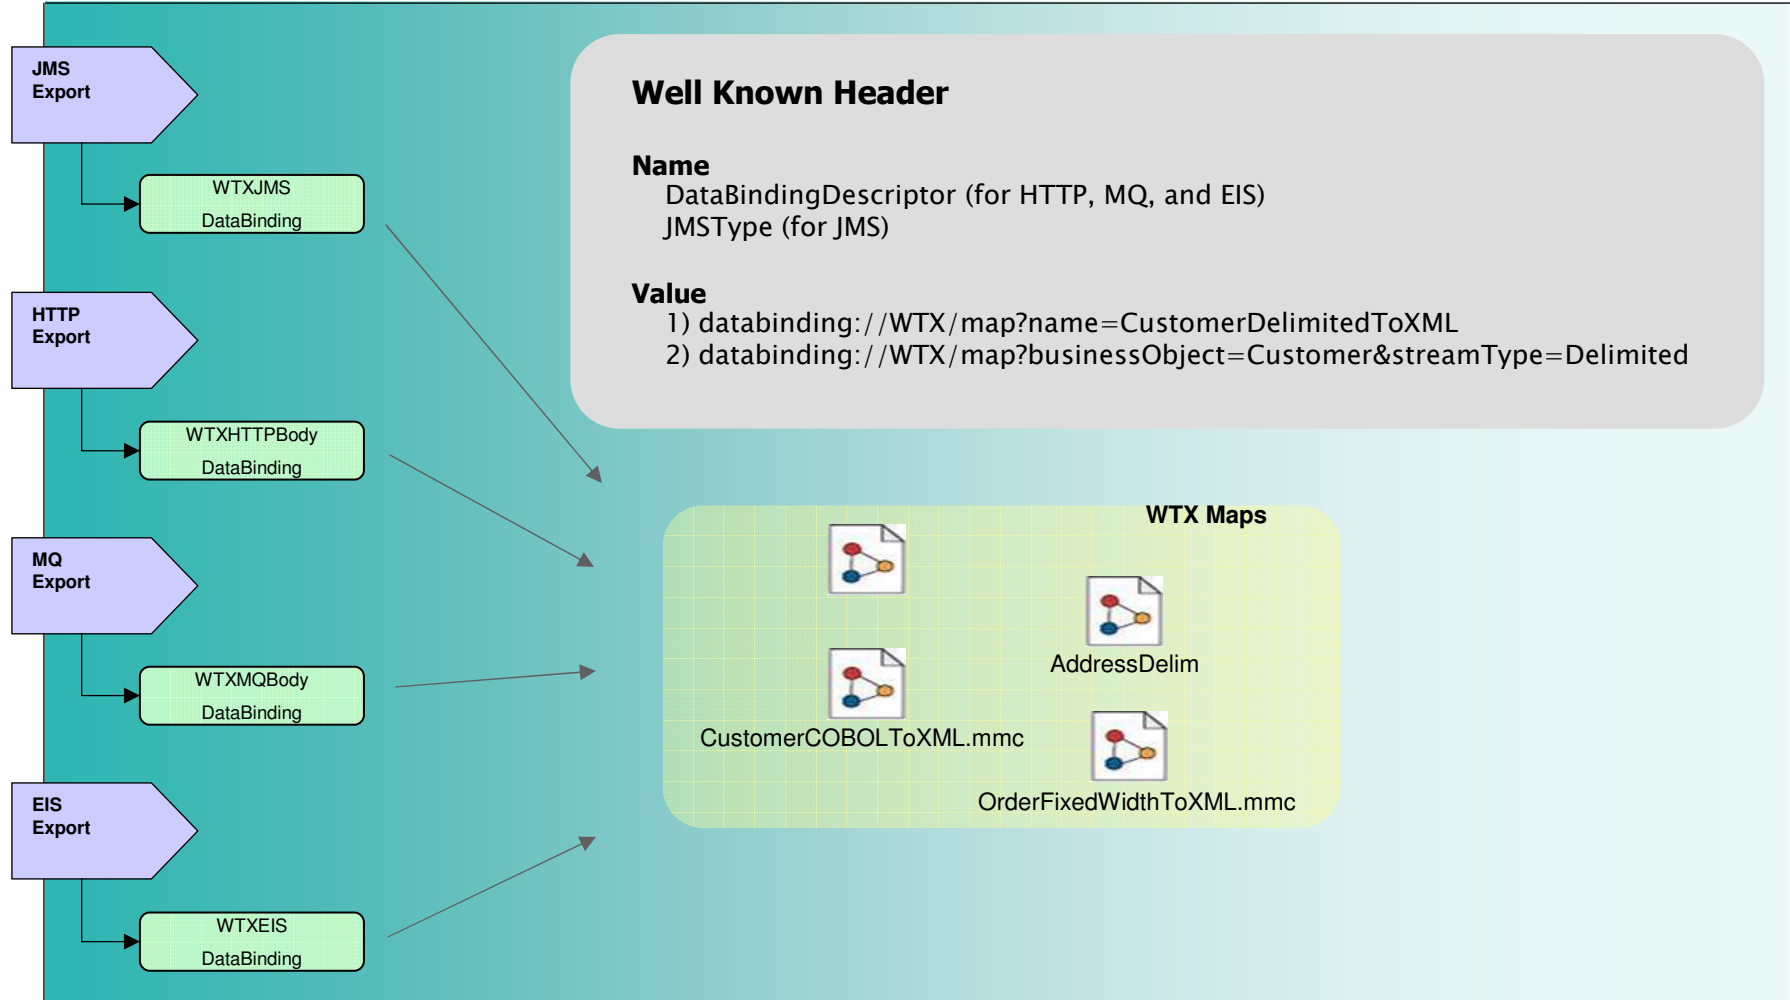 JMS
Export
WTXJMS
DataBinding
HTTP
Export
WTXHTTPBody
DataBinding
MQ
Export
WTXMQBody
DataBinding
EIS
Export
WTXEIS
DataBinding
Well Known Header
Name
DataBindingDescriptor (for HTTP, MQ, and EIS)
JMSType (for JMS)
Value
1) databinding://WTX/map?name=CustomerDelimitedToXML
2) databinding://WTX/map?businessObject=Customer&streamType=Delimited
WTX Maps
AddressDelim
CustomerCOBOLToXML.mmc
OrderFixedWidthToXML.mmc